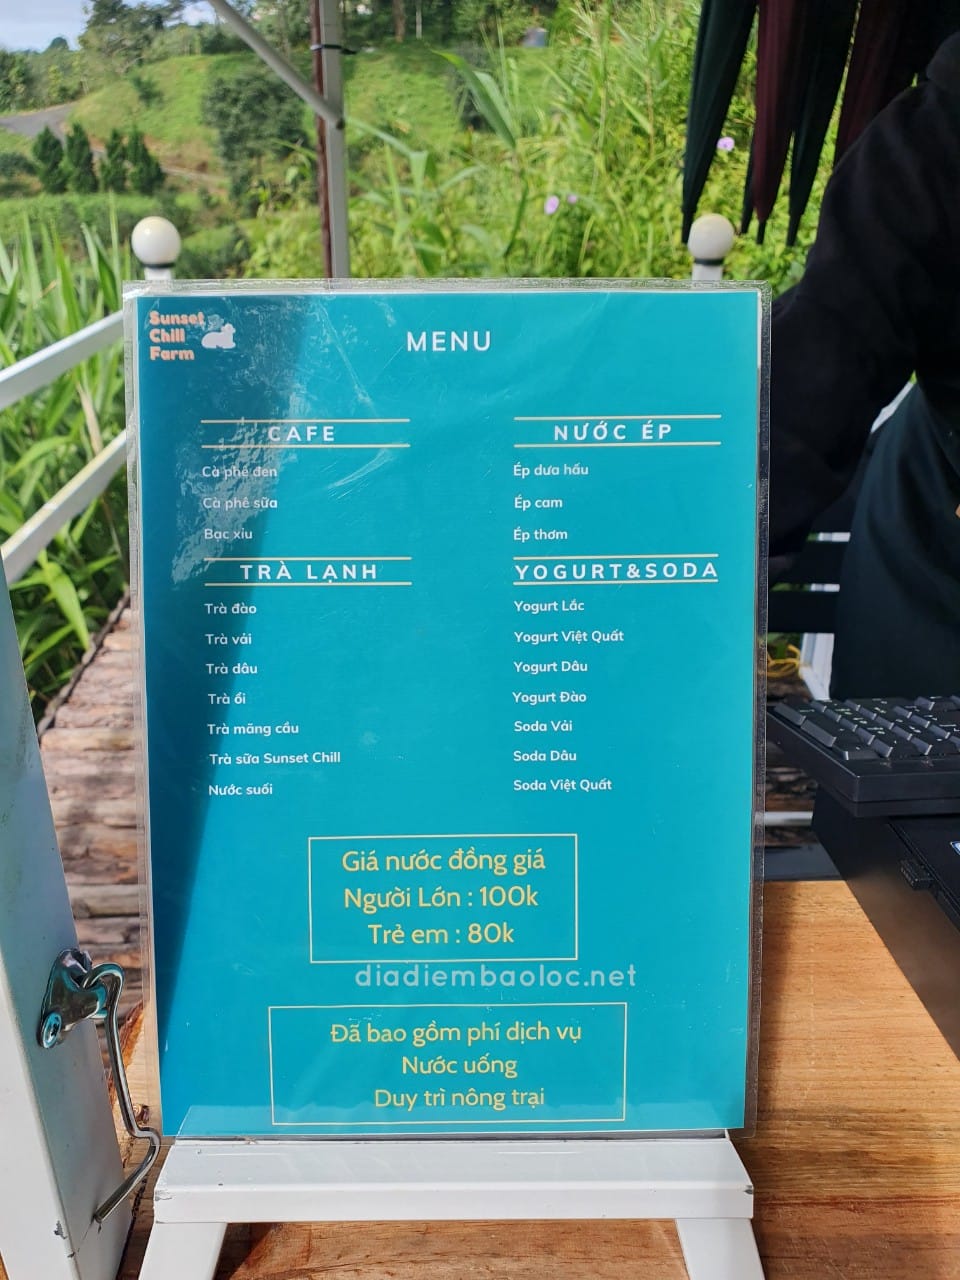 Sunset
Chill
Farm
MENU
CAFE
Cà phê đen
Cà phê sữa
Bạc xỉu
TRÀ LẠNH
Trà đào
Trà vải
Trà dâu
Trà ổi
Trà mãng cầu
Trà sữa Sunset Chill
Nước suối
NƯỚC ÉP
Ép dưa hấu
Ép cam
Ép thơm
YOGURT&SODA
Yogurt Lắc
Yogurt Việt Quất
Yogurt Dâu
Yogurt Đào
Soda Vải
Soda Dâu
Soda Việt Quất
Giá nước đồng giá
Người Lớn : 100k
Trẻ em : 80k
diadiembaoloc.net
Đã bao gồm phí dịch vụ
Nước uống
Duy trì nông trại